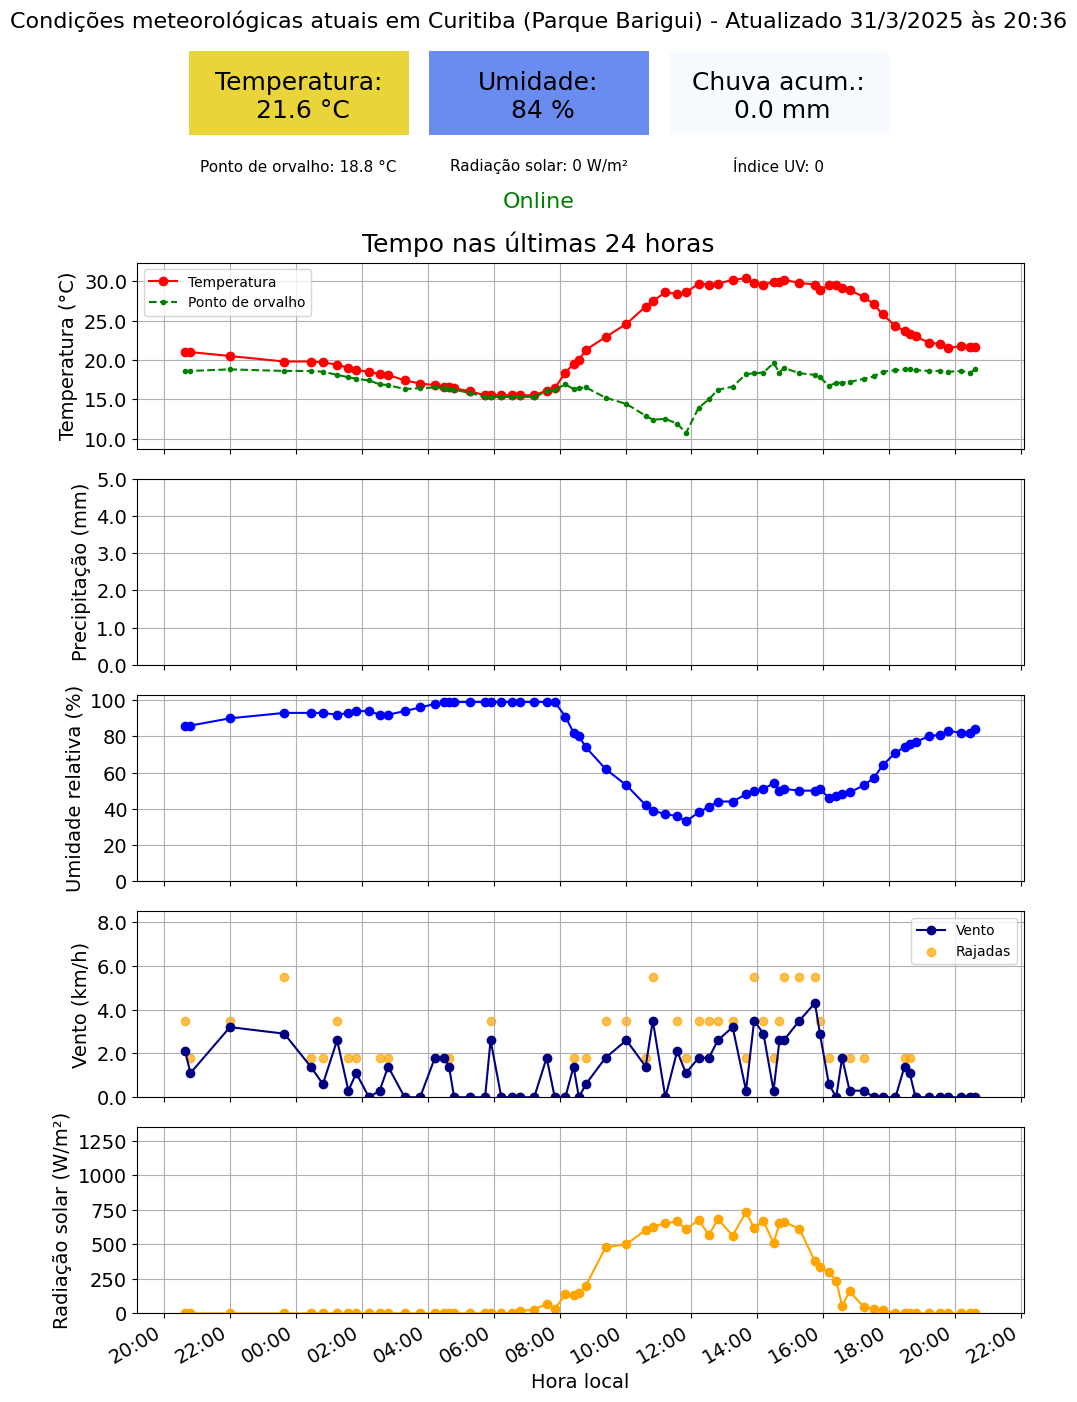 Condições meteorológicas atuais em Curitiba (Parque Barigui) - Atualizado 31/3/2025 às 20:36
Temperatura:
21.6 °C
Umidade:
84 %
Chuva acum.:
0.0 mm
Ponto de orvalho: 18.8 °C
Radiação solar: 0 W/m²
Índice UV: 0
Online
Tempo nas últimas 24 horas
Temperatura (°C)
30.0
25.0
20.0
15.0
10.0
Temperatura
Ponto de orvalho
Precipitação (mm)
5.0
4.0
3.0
2.0
1.0
0.0
Umidade relativa (%)
100
80
60
40
20
0
Vento (km/h)
8.0
6.0
4.0
2.0
0.0
Vento
Rajadas
Radiação solar (W/m²)
1250
1000
750
500
250
0
20:00
22:00
00:00
02:00
04:00
06:00
08:00
10:00
12:00
14:00
16:00
18:00
20:00
22:00
Hora local